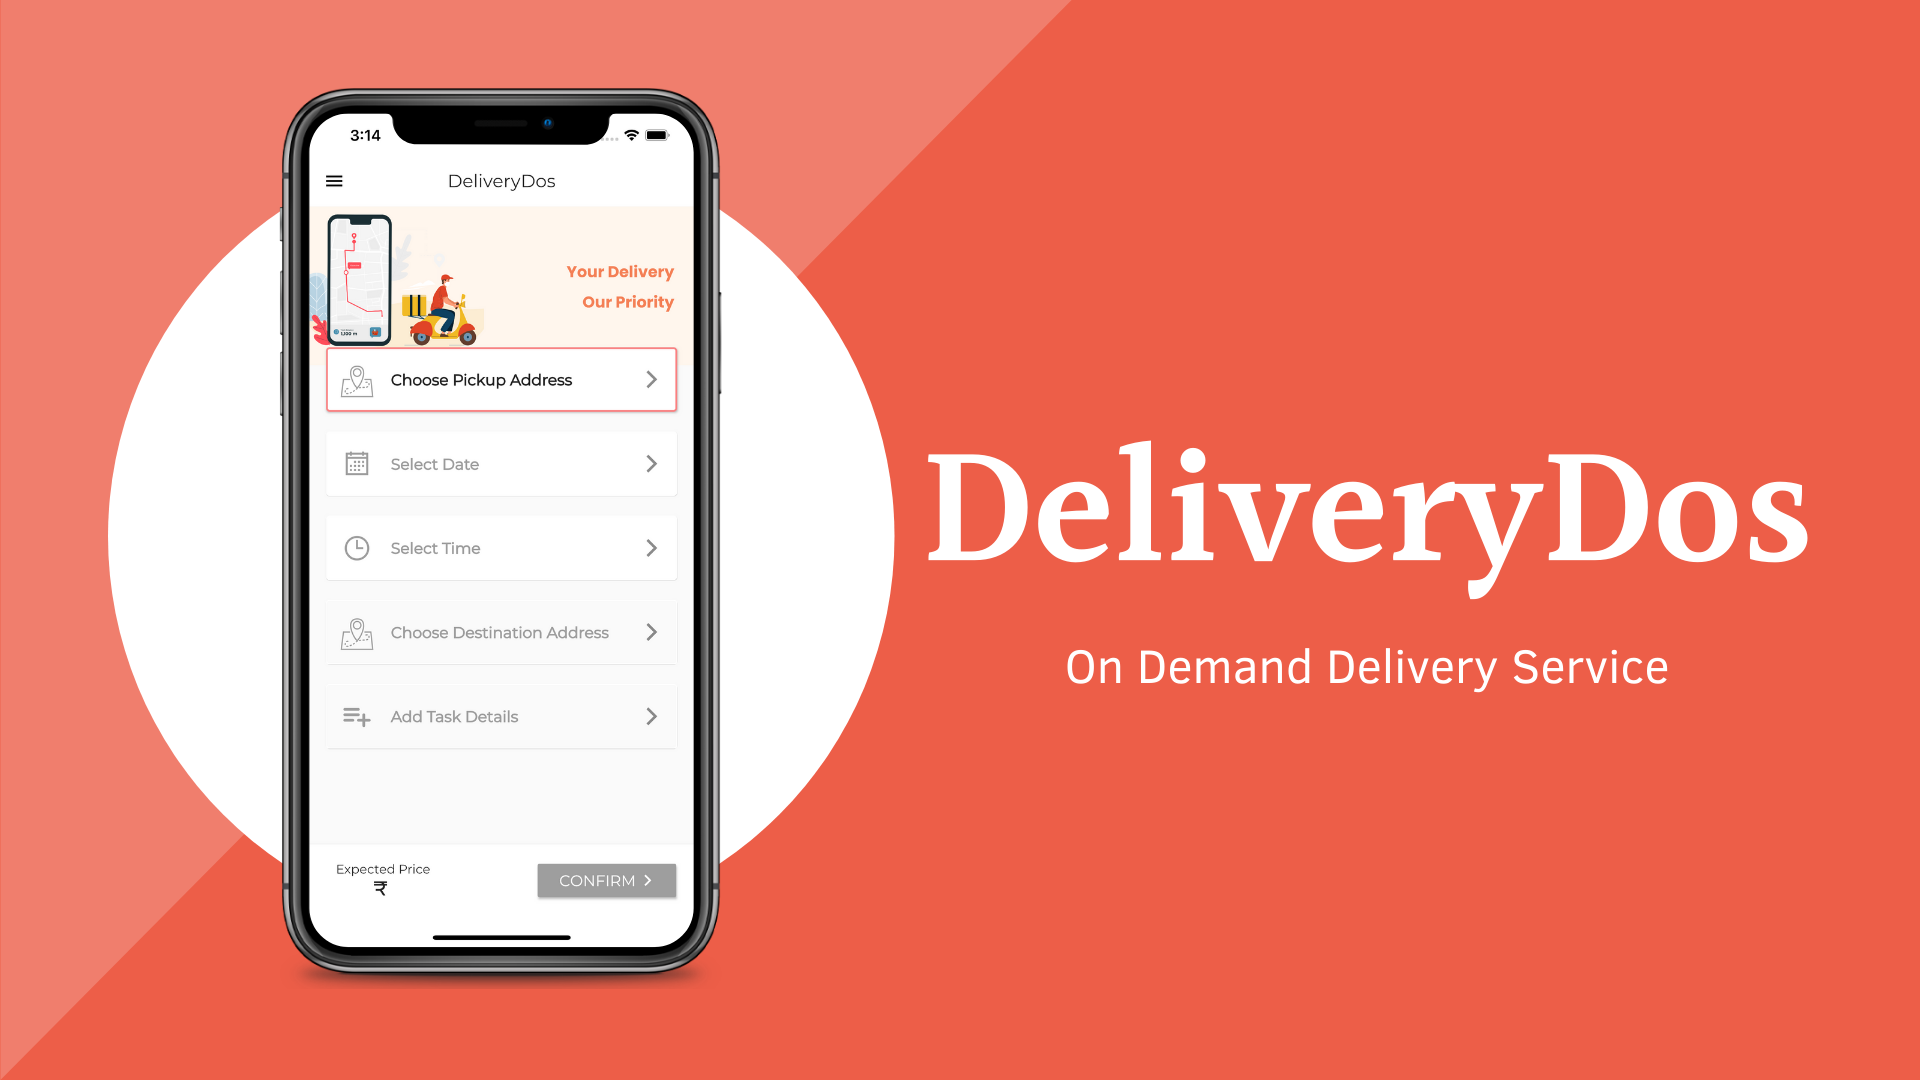 3:14
DeliveryDos
Your Delivery
Our Priority
Choose Pickup Address
Select Date
Select Time
Choose Destination Address
Add Task Details
Expected Price
₹
CONFIRM
DeliveryDos
On Demand Delivery Service